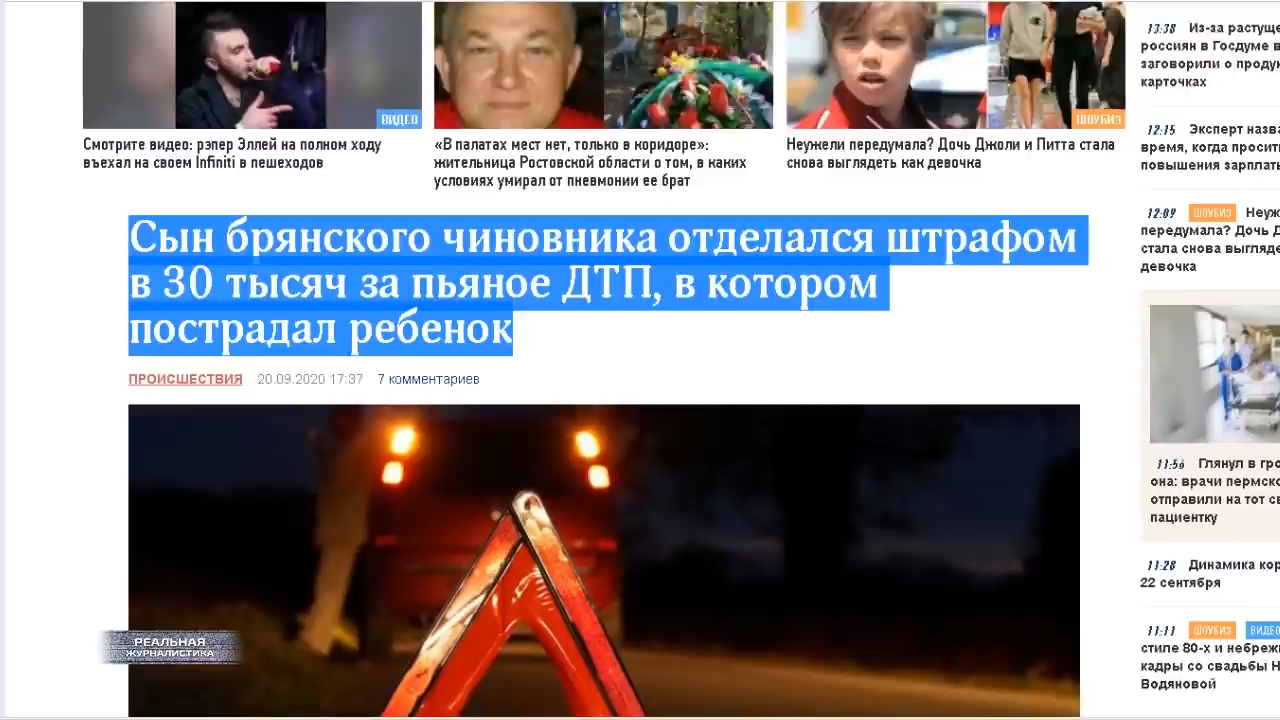 ВИДЕО
Смотрите видео: рэпер Эллей на полном ходу
въехал на своем Infiniti в пешеходов
«В палатах мест нет, только в коридоре»:
жительница Ростовской области о том, в каких
условиях умирал от пневмонии ее брат
ШОУБИЗ
Неужели передумала? Дочь Джоли и Питта стала
снова выглядеть как девочка
Сын брянского чиновника отделался штрафом
в 30 тысяч за пьяное ДТП, в котором
пострадал ребенок
ПРОИСШЕСТВИЯ 20.09.2020 17:37 7 комментариев
РЕАЛЬНАЯ
ЖУРНАЛИСТИКА
Из-за растуще
россиян в Госдуме в
заговорили о продук
карточках
12:15 Эксперт назва
время, когда просить
повышения зарплаты
12:09 ШОУБИЗ Неуж
передумала? Дочь Д
стала снова выгляде
девочка
11:56 Глянул в гро
она: врачи пермско
отправили на тот св
пациентку
11:28 Динамика кор
22 сентября
11:11 ШОУБИЗ ВИДЕО
стиле 80-х и небреж
кадры со свадьбы Н
Водяновой